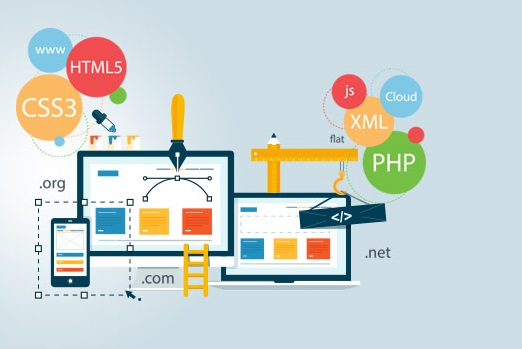 www
HTML5
CSS3
js
Cloud
XML
flat
PHP
.org
</>
.net
.com